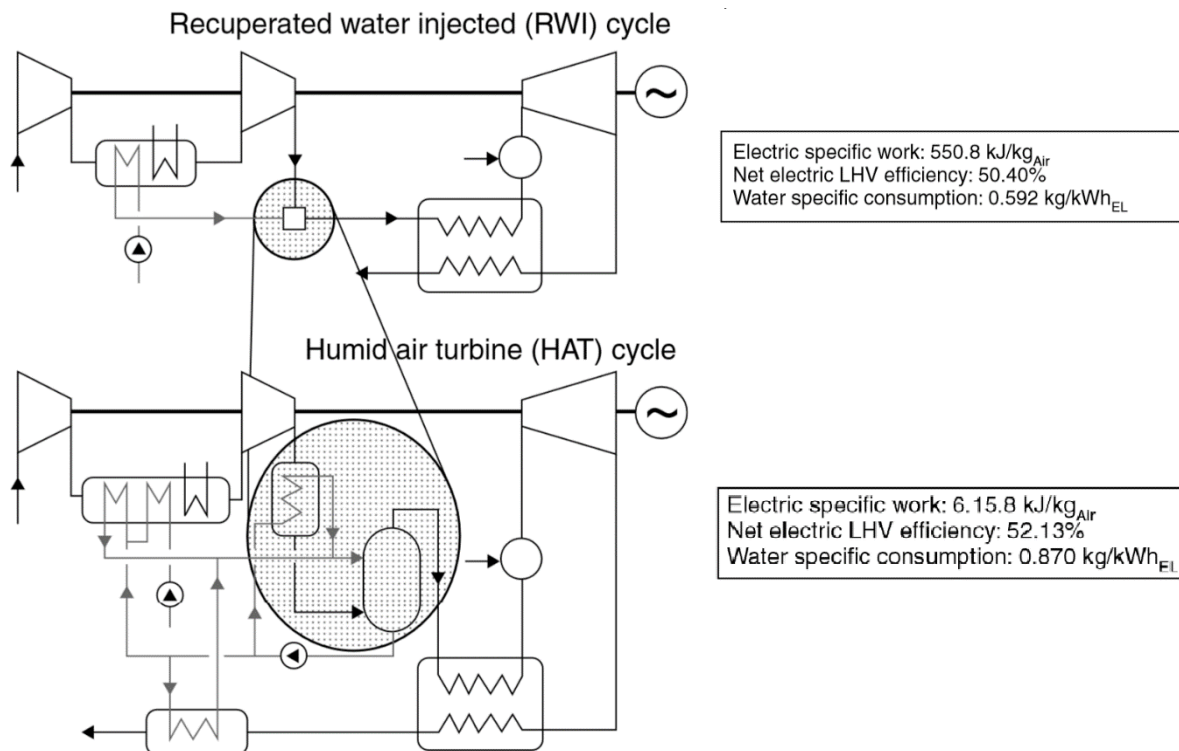 Recuperated water injected (RWI) cycle
~
Electric specific work: 550.8 kJ/kgAir
Net electric LHV efficiency: 50.40%
Water specific consumption: 0.592 kg/kWhEL
Humid air turbine (HAT) cycle
~
Electric specific work: 6.15.8 kJ/kgAir
Net electric LHV efficiency: 52.13%
Water specific consumption: 0.870 kg/kWhEL